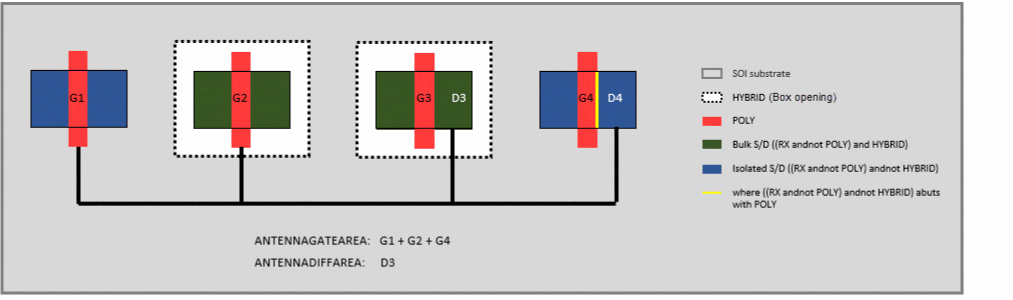 G1
G2
G3
D3
G4
D4
SOI substrate
HYBRID (Box opening)
POLY
Bulk S/D ((RX andnot POLY) and HYBRID)
Isolated S/D ((RX andnot POLY) andnot HYBRID)
where ((RX andnot POLY) andnot HYBRID) abuts
with POLY
ANTENNAGATEAREA: G1 + G2 + G4
ANTENNADIFFAREA: D3